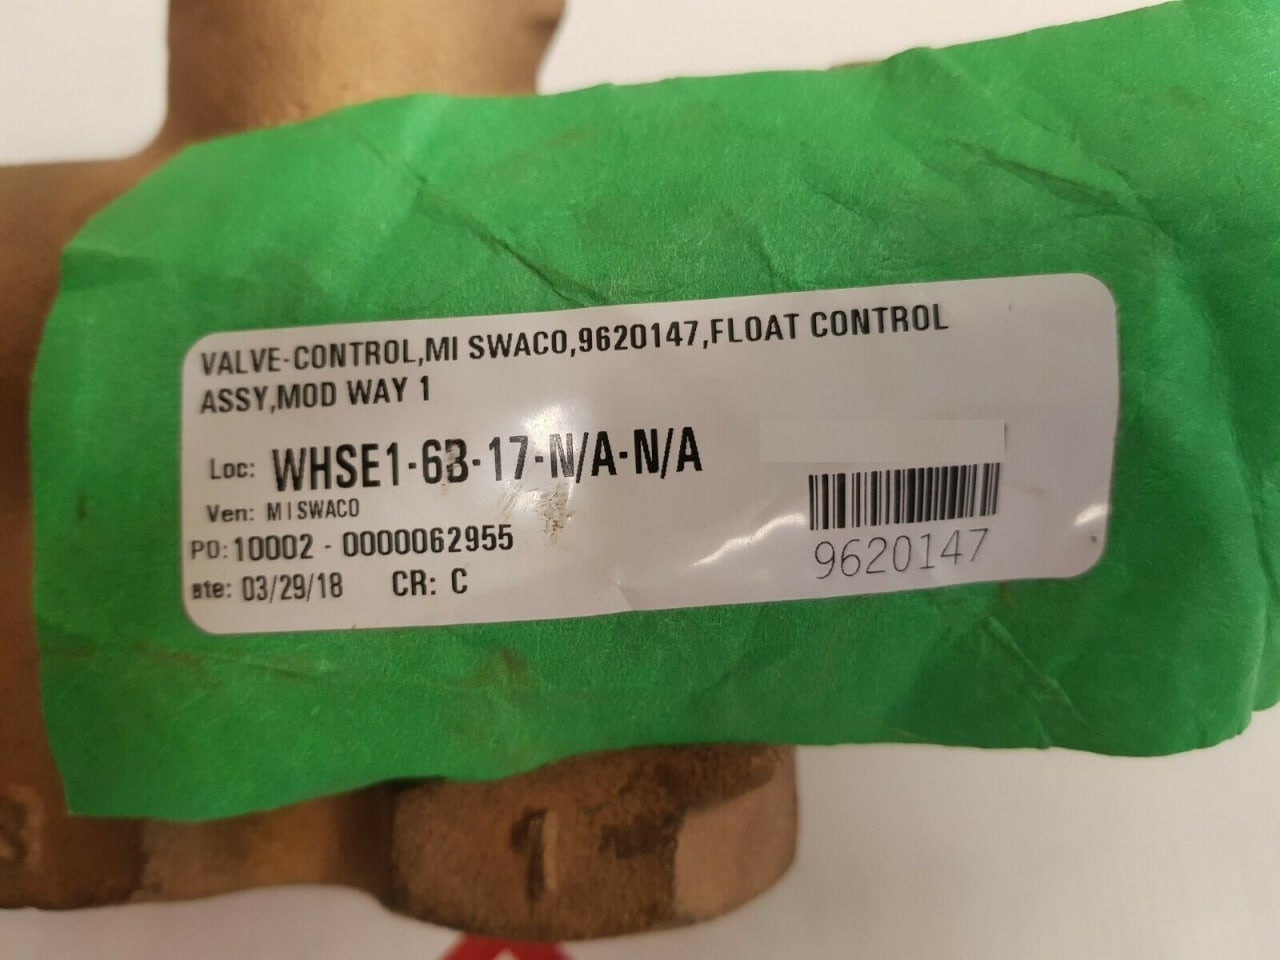 VALVE-CONTROL,MI SWACO,9620147,FLOAT CONTROL
ASSY,MOD WAY 1
Loc: WHSE1-6B-17-N/A-N/A
Ven: MISWACO
PO: 10002 - 0000062955
ate: 03/29/18 CR: C
9620147
1